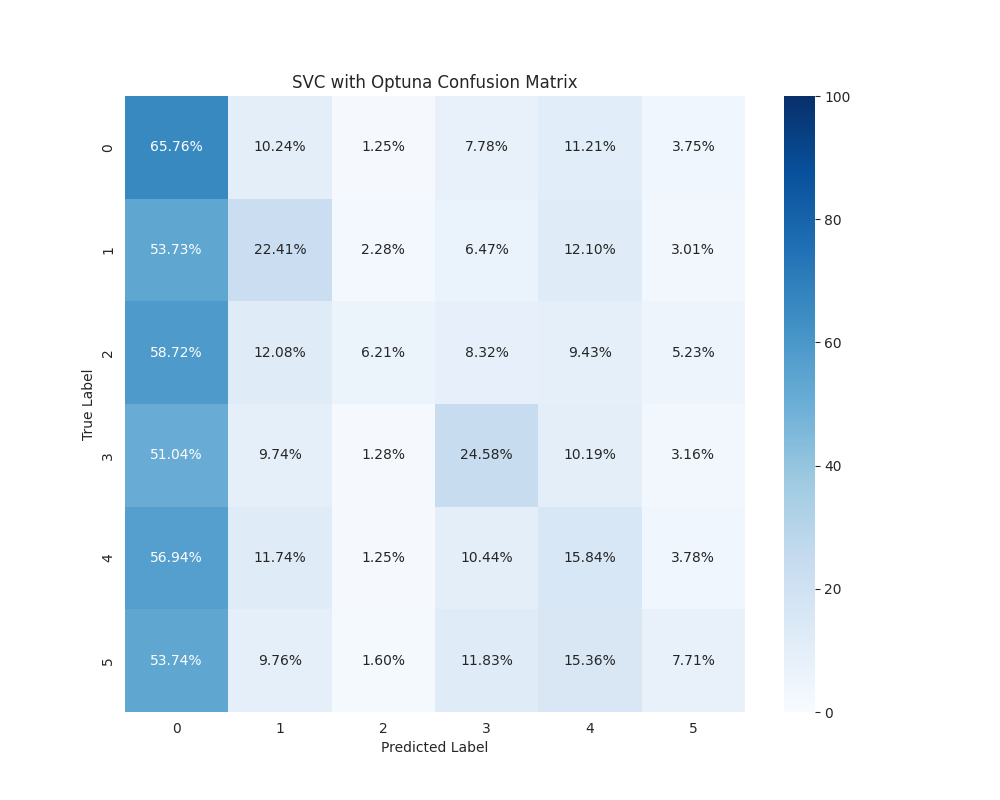 SVC with Optuna Confusion Matrix
0 65.76% 10.24% 1.25% 7.78% 11.21% 3.75%
1 53.73% 22.41% 2.28% 6.47% 12.10% 3.01%
2 58.72% 12.08% 6.21% 8.32% 9.43% 5.23%
3 51.04% 9.74% 1.28% 24.58% 10.19% 3.16%
4 56.94% 11.74% 1.25% 10.44% 15.84% 3.78%
5 53.74% 9.76% 1.60% 11.83% 15.36% 7.71%
True Label
0 1 2 3 4 5
Predicted Label
100
80
60
40
20
0